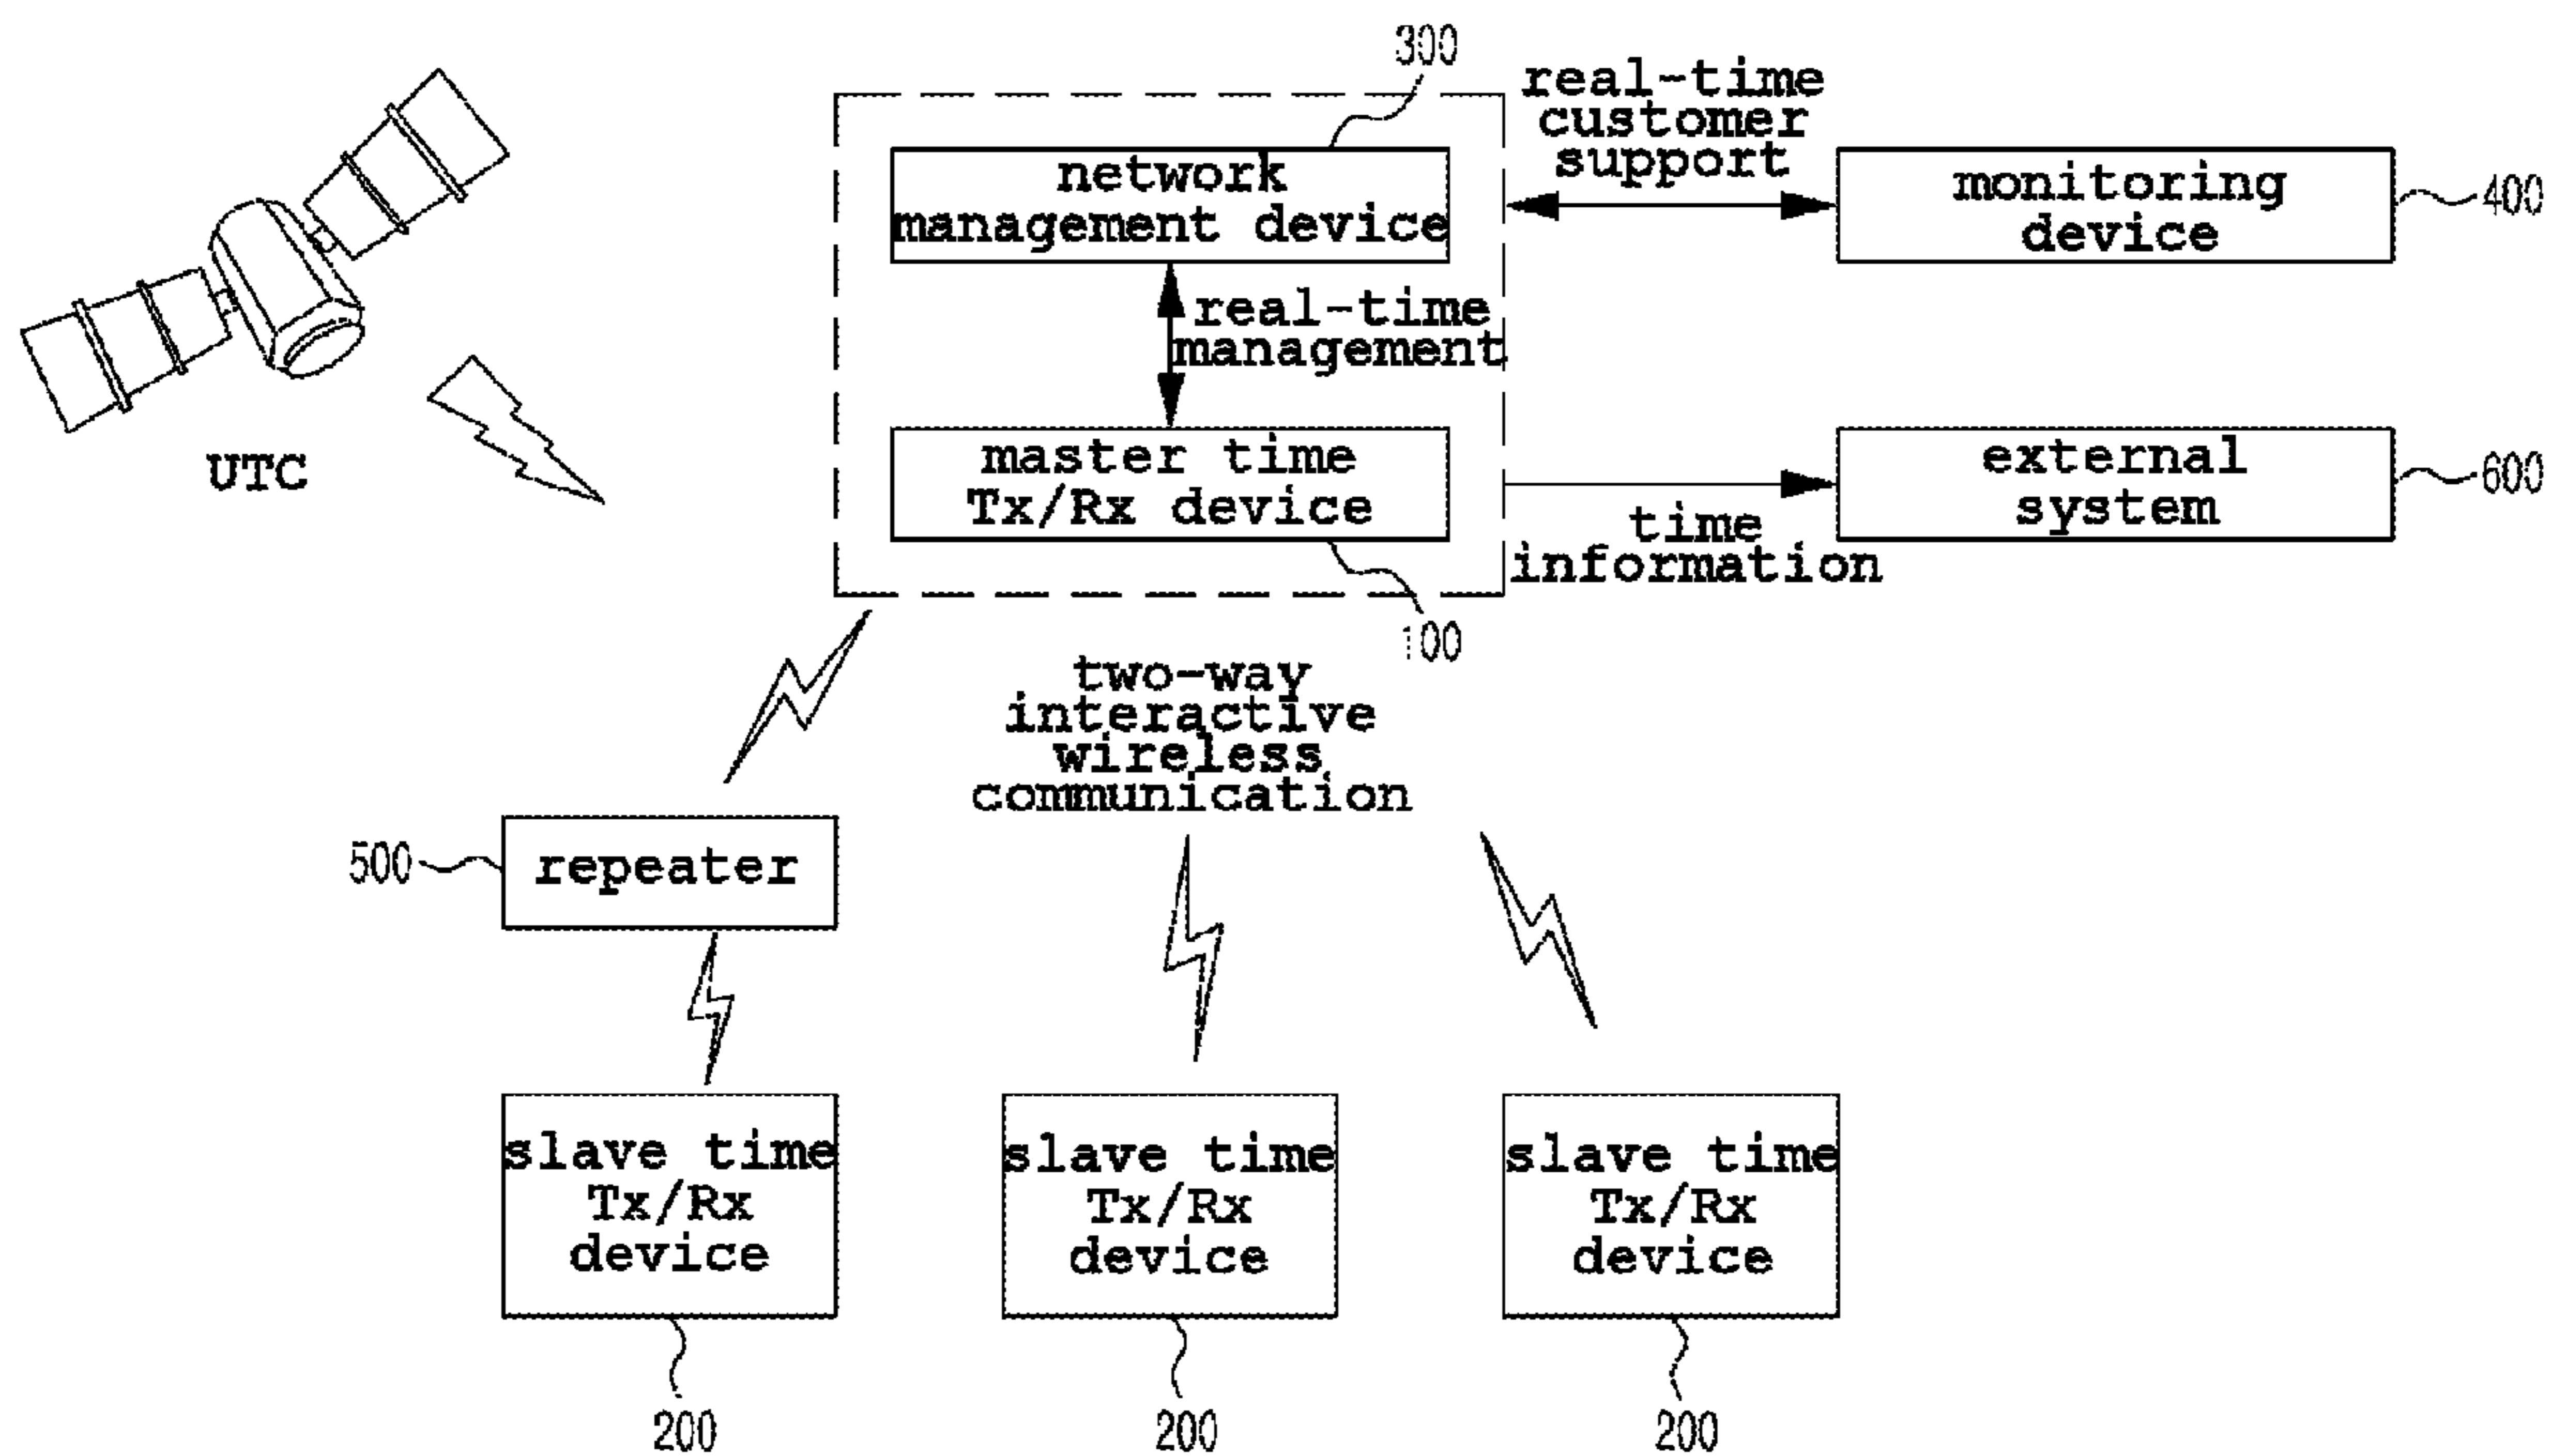 300
real-time
customer
support
network
management device
monitoring
device
400
real-time
management
UTC
master time
Tx/Rx device
external
system
600
time
information
100
two-way
interactive
wireless
communication
500
repeater
slave time
Tx/Rx
device
slave time
Tx/Rx
device
slave time
Tx/Rx
device
200
200
200